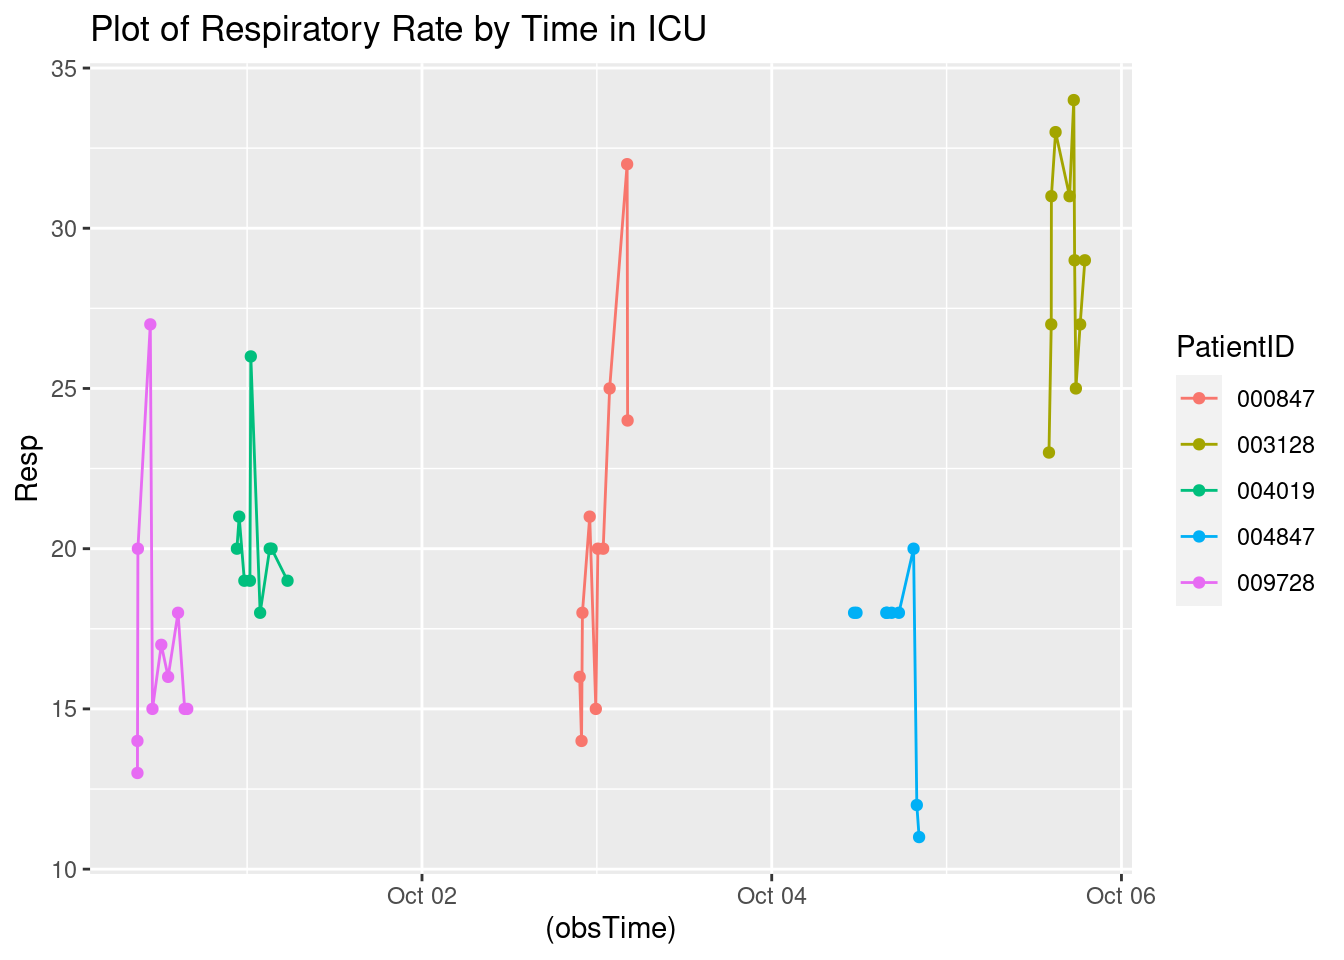 Plot of Respiratory Rate by Time in ICU
35
30
25
20
15
10
Resp
Oct 02
Oct 04
Oct 06
(obsTime)
PatientID
000847
003128
004019
004847
009728